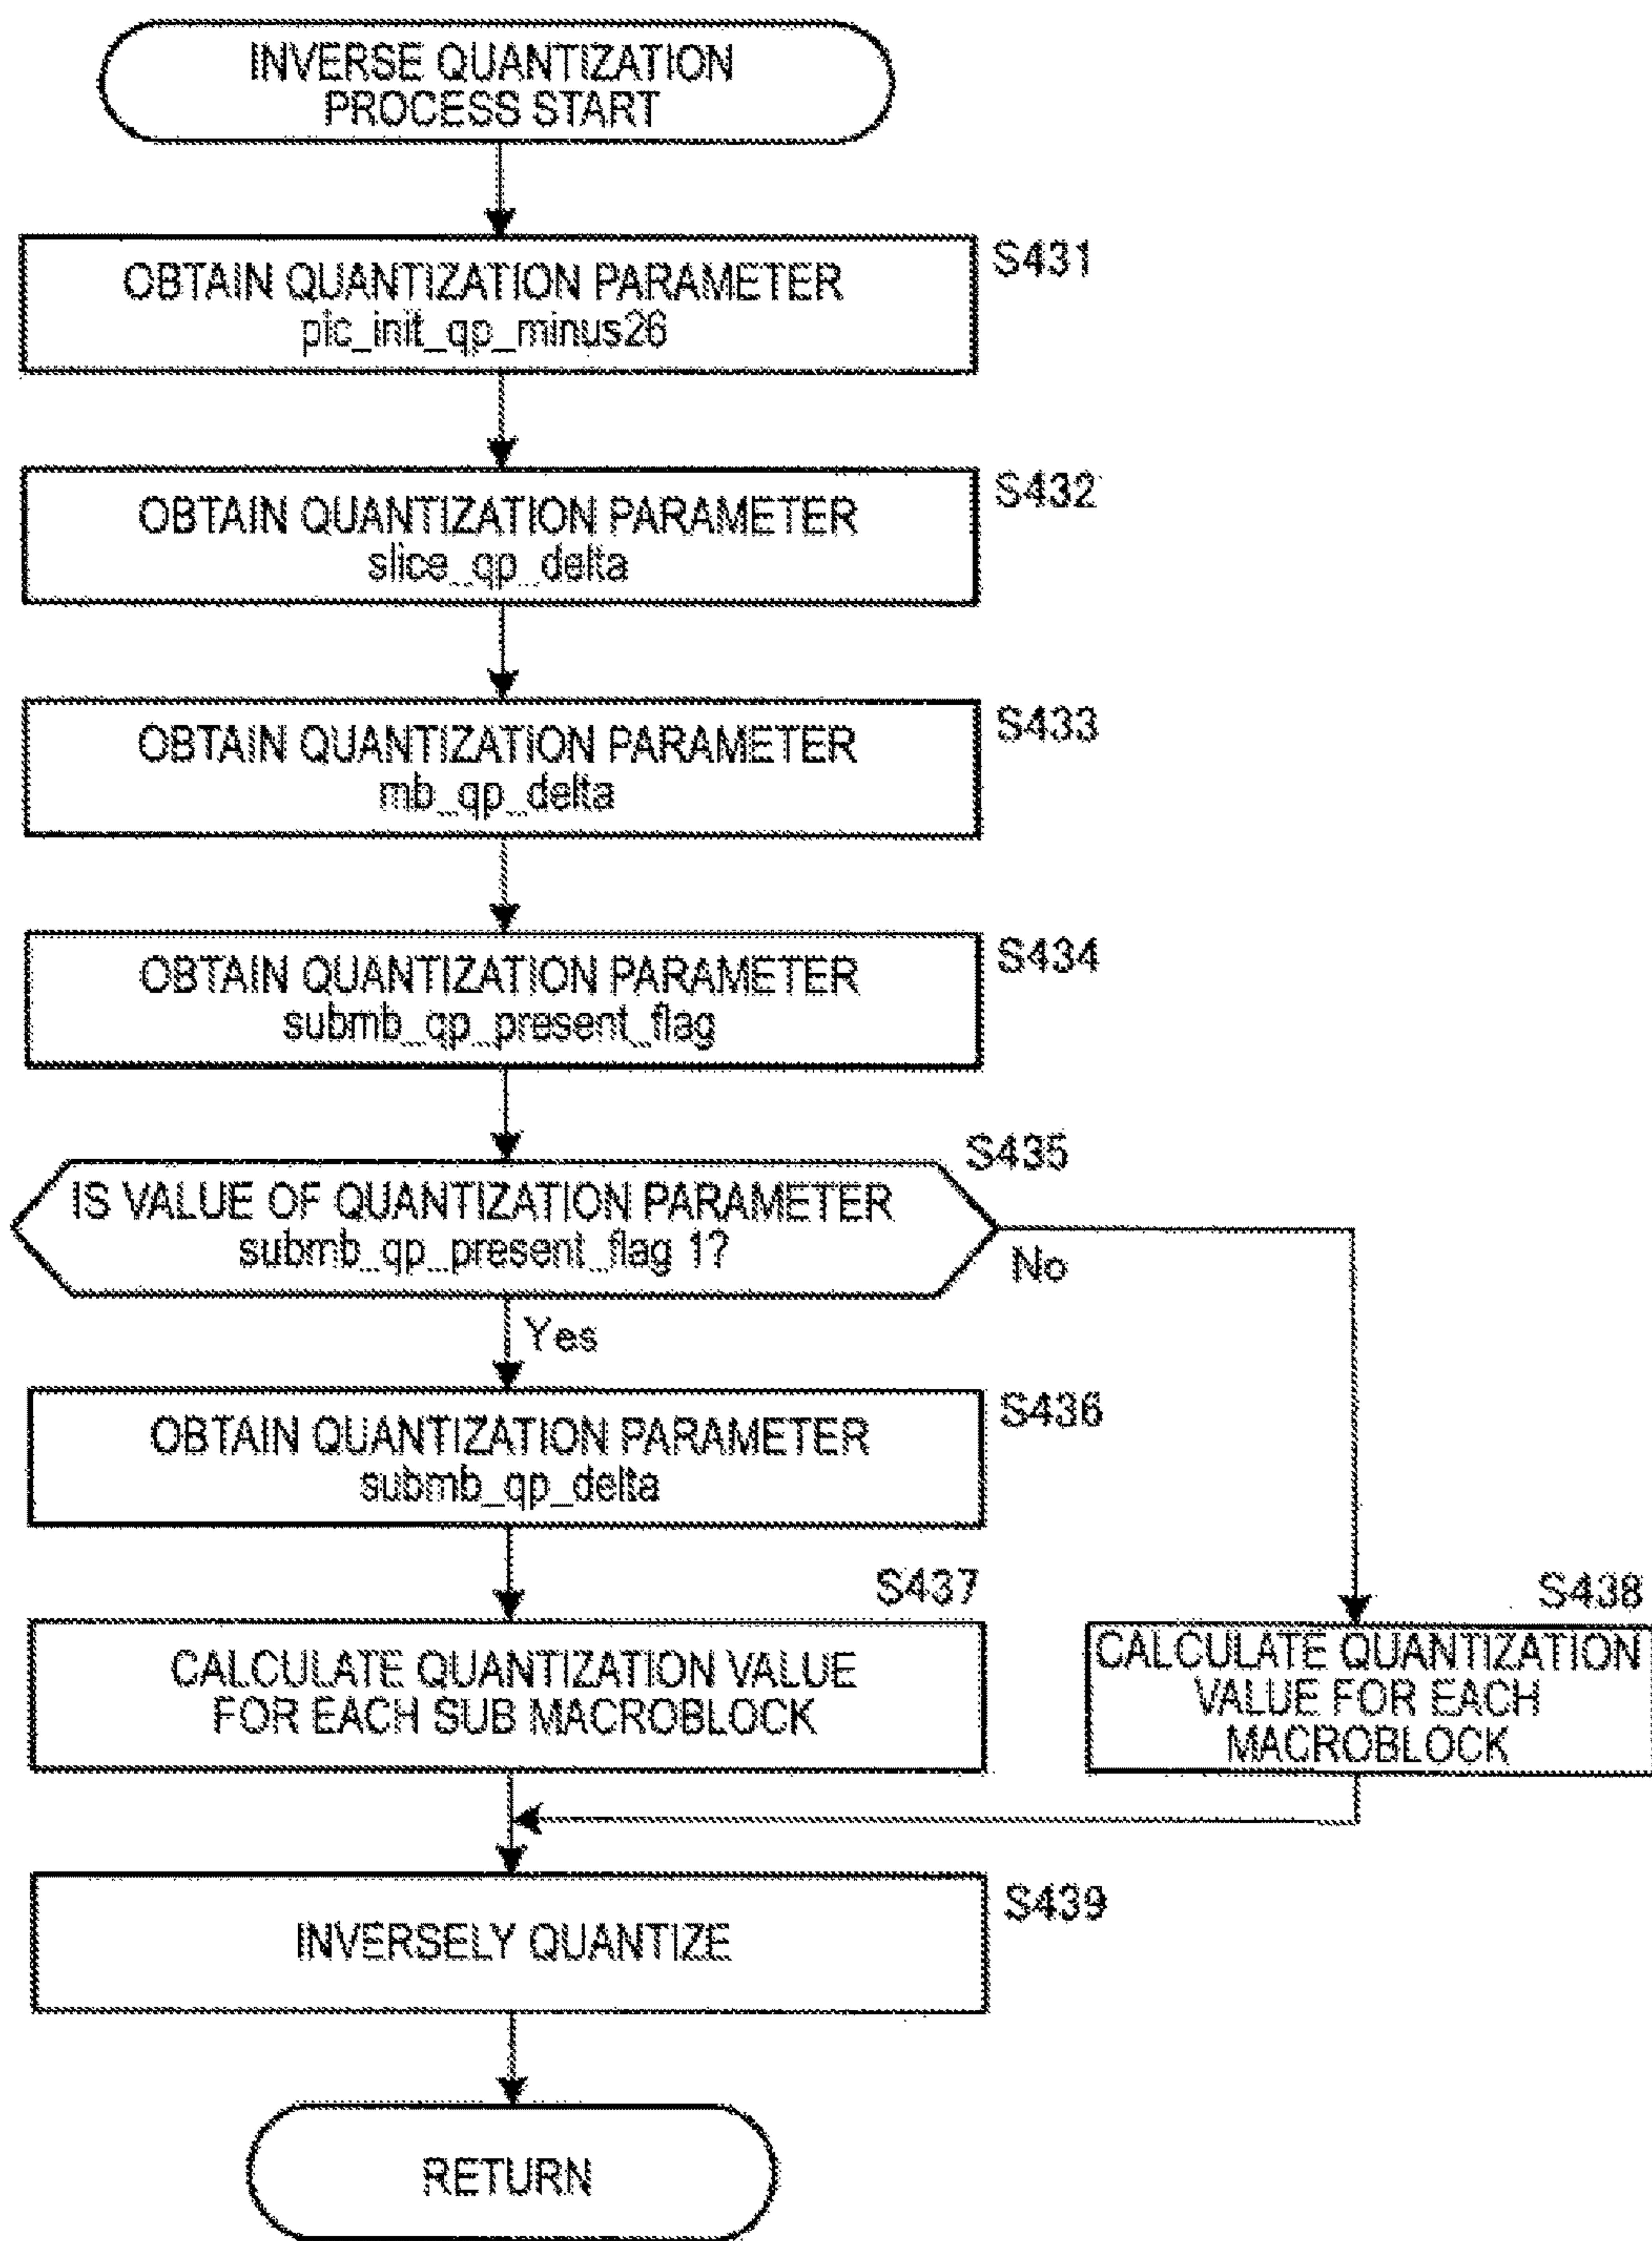 INVERSE QUANTIZATION
PROCESS START
S431
OBTAIN QUANTIZATION PARAMETER
pic_init_qp_minus26
S432
OBTAIN QUANTIZATION PARAMETER
slice_qp_delta
S433
OBTAIN QUANTIZATION PARAMETER
mb_qp_delta
S434
OBTAIN QUANTIZATION PARAMETER
submb_qp_present_flag
S435
IS VALUE OF QUANTIZATION PARAMETER
submb_qp_present_flag 1?
No
Yes
S436
OBTAIN QUANTIZATION PARAMETER
submb_qp_delta
S437
CALCULATE QUANTIZATION VALUE
FOR EACH SUB MACROBLOCK
S438
CALCULATE QUANTIZATION
VALUE FOR EACH
MACROBLOCK
S439
INVERSELY QUANTIZE
RETURN